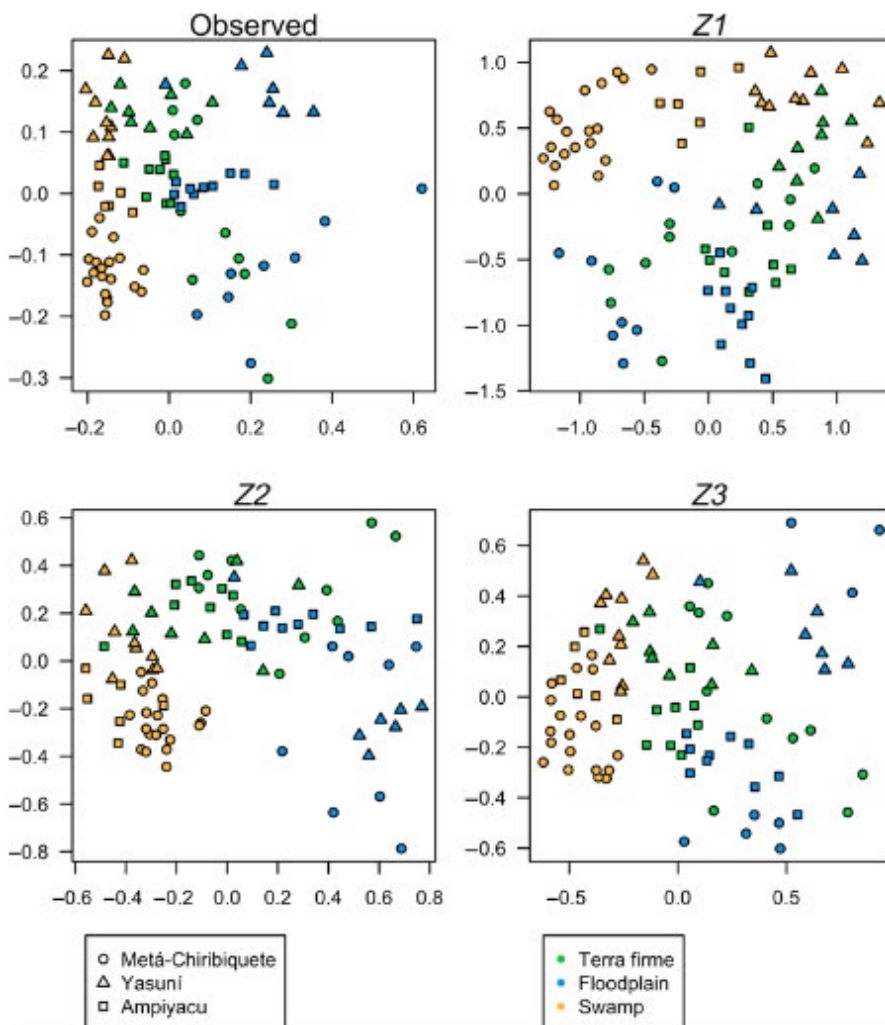 Observed
Z1
0.2
0.1
0.0
−0.1
−0.2
−0.3
−0.2 0.0 0.2 0.4 0.6
1.0
0.5
0.0
−0.5
−1.0
−1.5
−1.0 −0.5 0.0 0.5 1.0
Z2
Z3
0.6
0.4
0.2
0.0
−0.2
−0.4
−0.6
−0.8
−0.6 −0.4 −0.2 0.0 0.2 0.4 0.6 0.8
0.6
0.4
0.2
0.0
−0.2
−0.4
−0.6
−0.5 0.0 0.5
Metá-Chiribiquete
Yasuní
Ampiyacu
Terra firme
Floodplain
Swamp